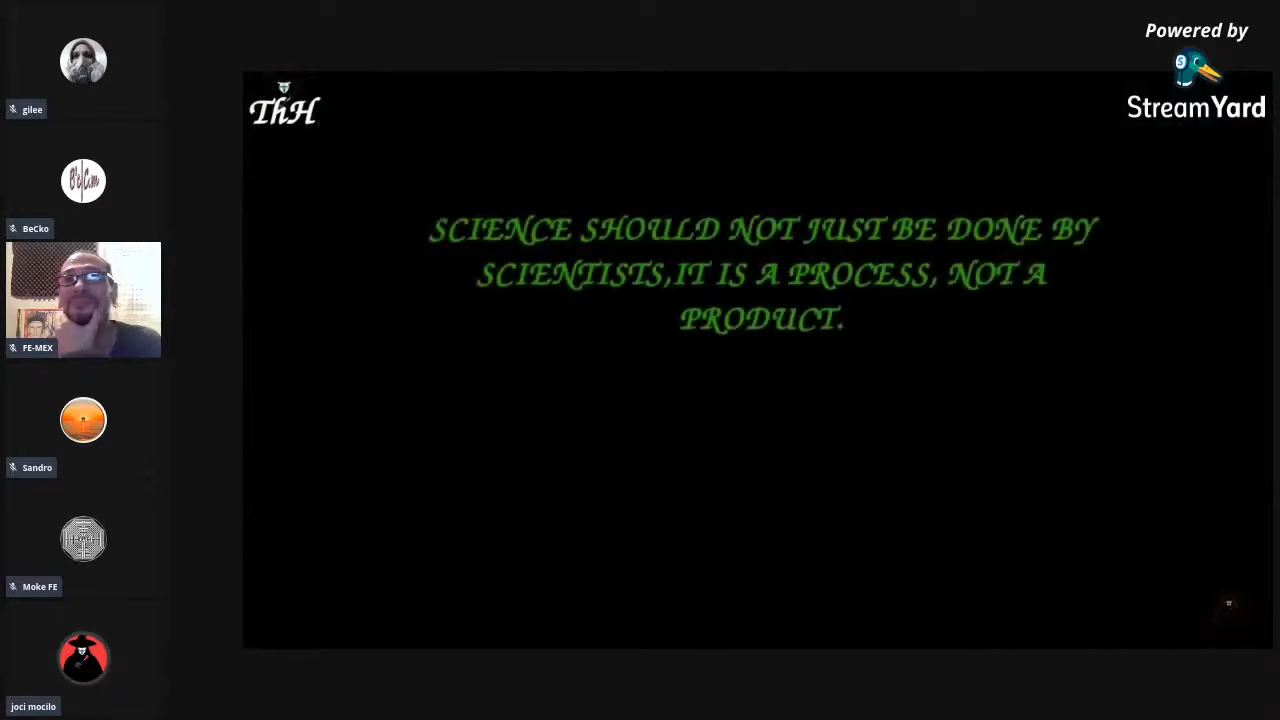 Powered by
StreamYard
ThH
SCIENCE SHOULD NOT JUST BE DONE BY
SCIENTISTS,IT IS A PROCESS, NOT A
PRODUCT.
gilee
BeCko
FE-MEX
Sandro
Moke FE
joci mocilo